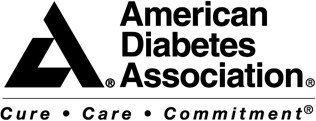 American
Diabetes
® Association®
Cure • Care • Commitment®